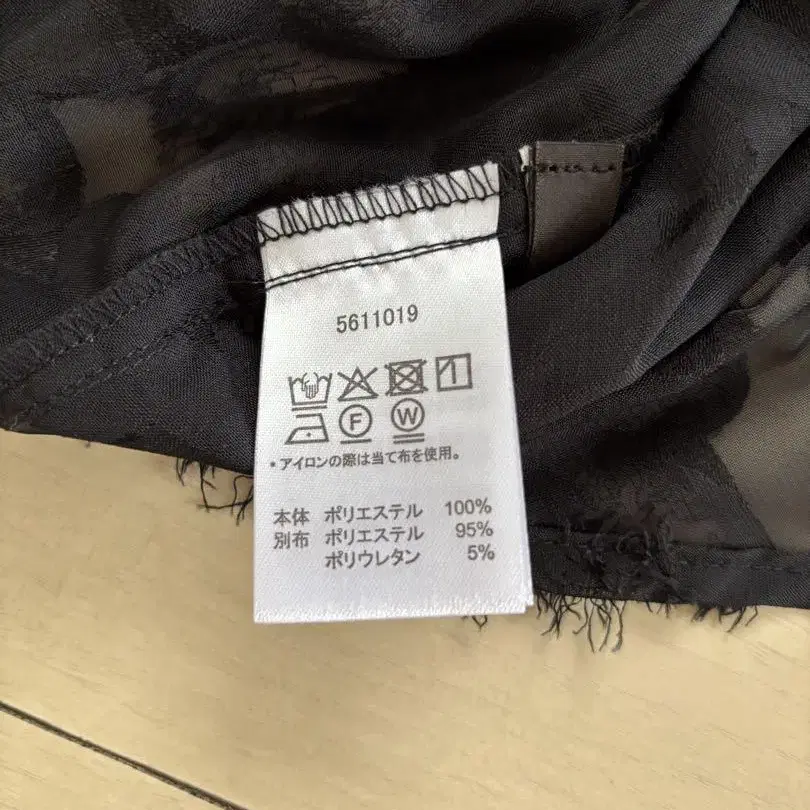 5611019
F W
・アイロンの際は当て布を使用。
本体 ポリエステル 100%
別布 ポリエステル 95%
ポリウレタン 5%